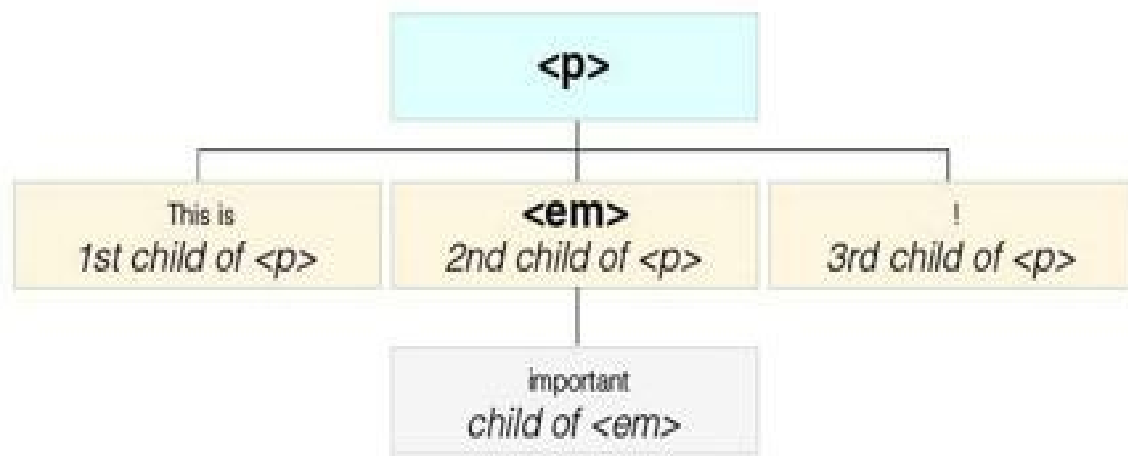 <p>
This is
1st child of <p>
<em>
2nd child of <p>
!
3rd child of <p>
important
child of <em>